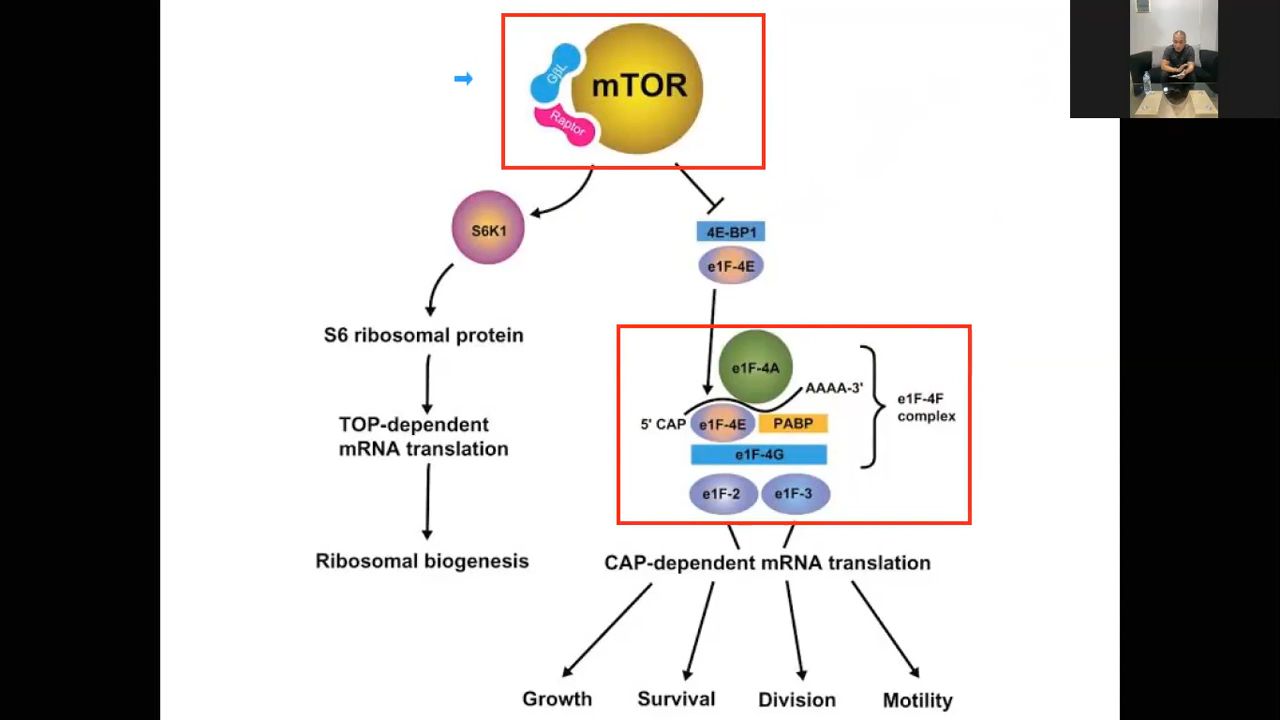 mTOR
GβL
Raptor
S6K1
4E-BP1
e1F-4E
S6 ribosomal protein
e1F-4A
AAAA-3'
5' CAP
e1F-4E
PABP
e1F-4F
complex
e1F-4G
TOP-dependent
mRNA translation
e1F-2
e1F-3
Ribosomal biogenesis
CAP-dependent mRNA translation
Growth
Survival
Division
Motility